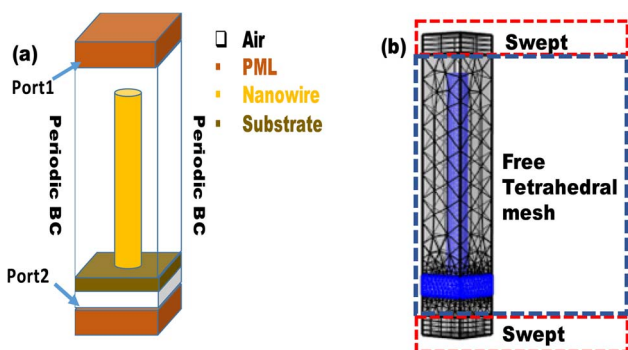 (a)
Port1
Periodic BC
Periodic BC
Port2
Air
PML
Nanowire
Substrate
(b)
Swept
Free
Tetrahedral
mesh
Swept